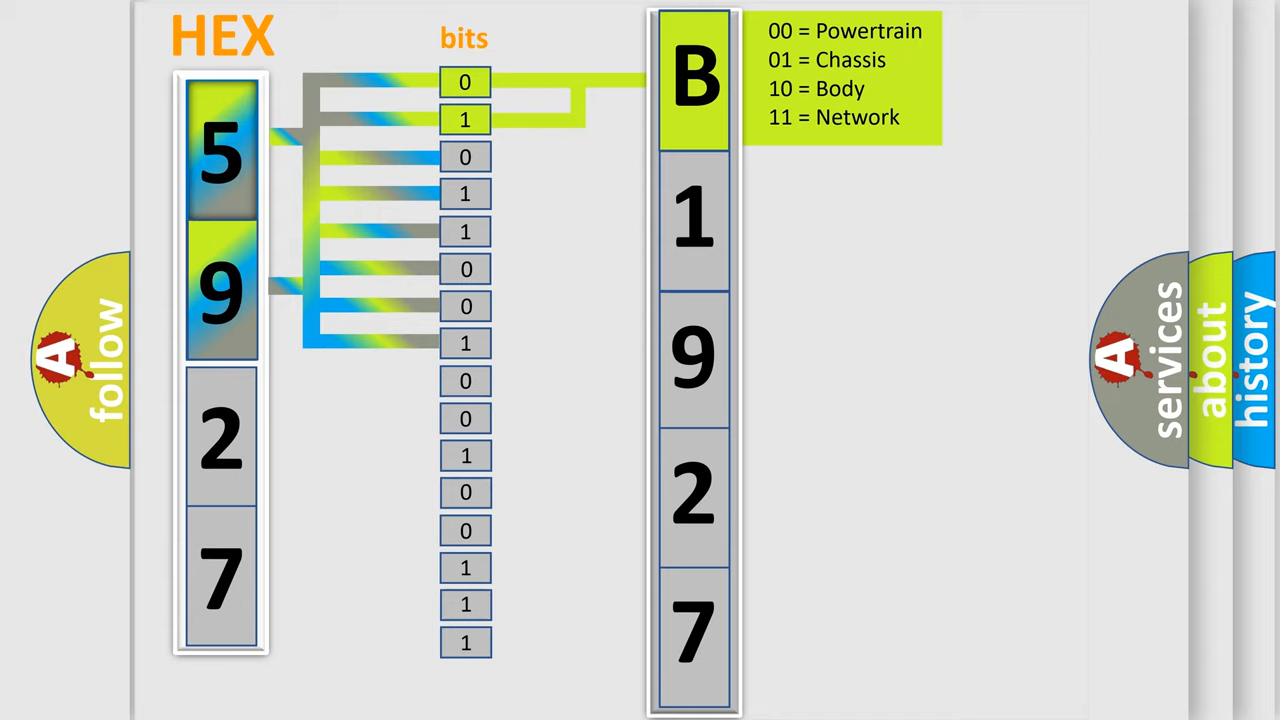 HEX
bits
5
9
2
7
0
1
0
1
1
0
0
1
0
0
1
0
0
1
1
1
B
1
9
2
7
00 = Powertrain
01 = Chassis
10 = Body
11 = Network
A
follow
A
services
about
history